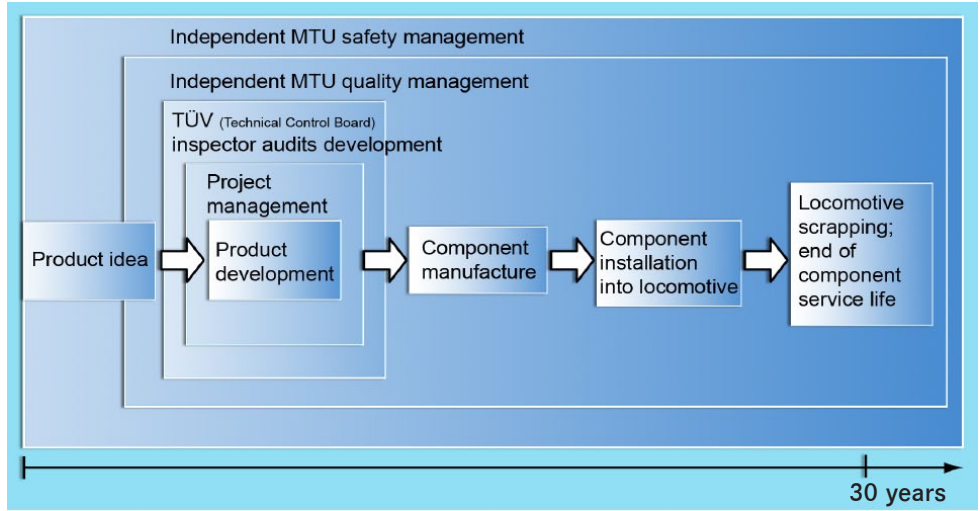 Independent MTU safety management
Independent MTU quality management
TÜV (Technical Control Board)
inspector audits development
Project
management
Product idea
Product
development
Component
manufacture
Component
installation
into locomotive
Locomotive
scrapping;
end of
component
service life
30 years